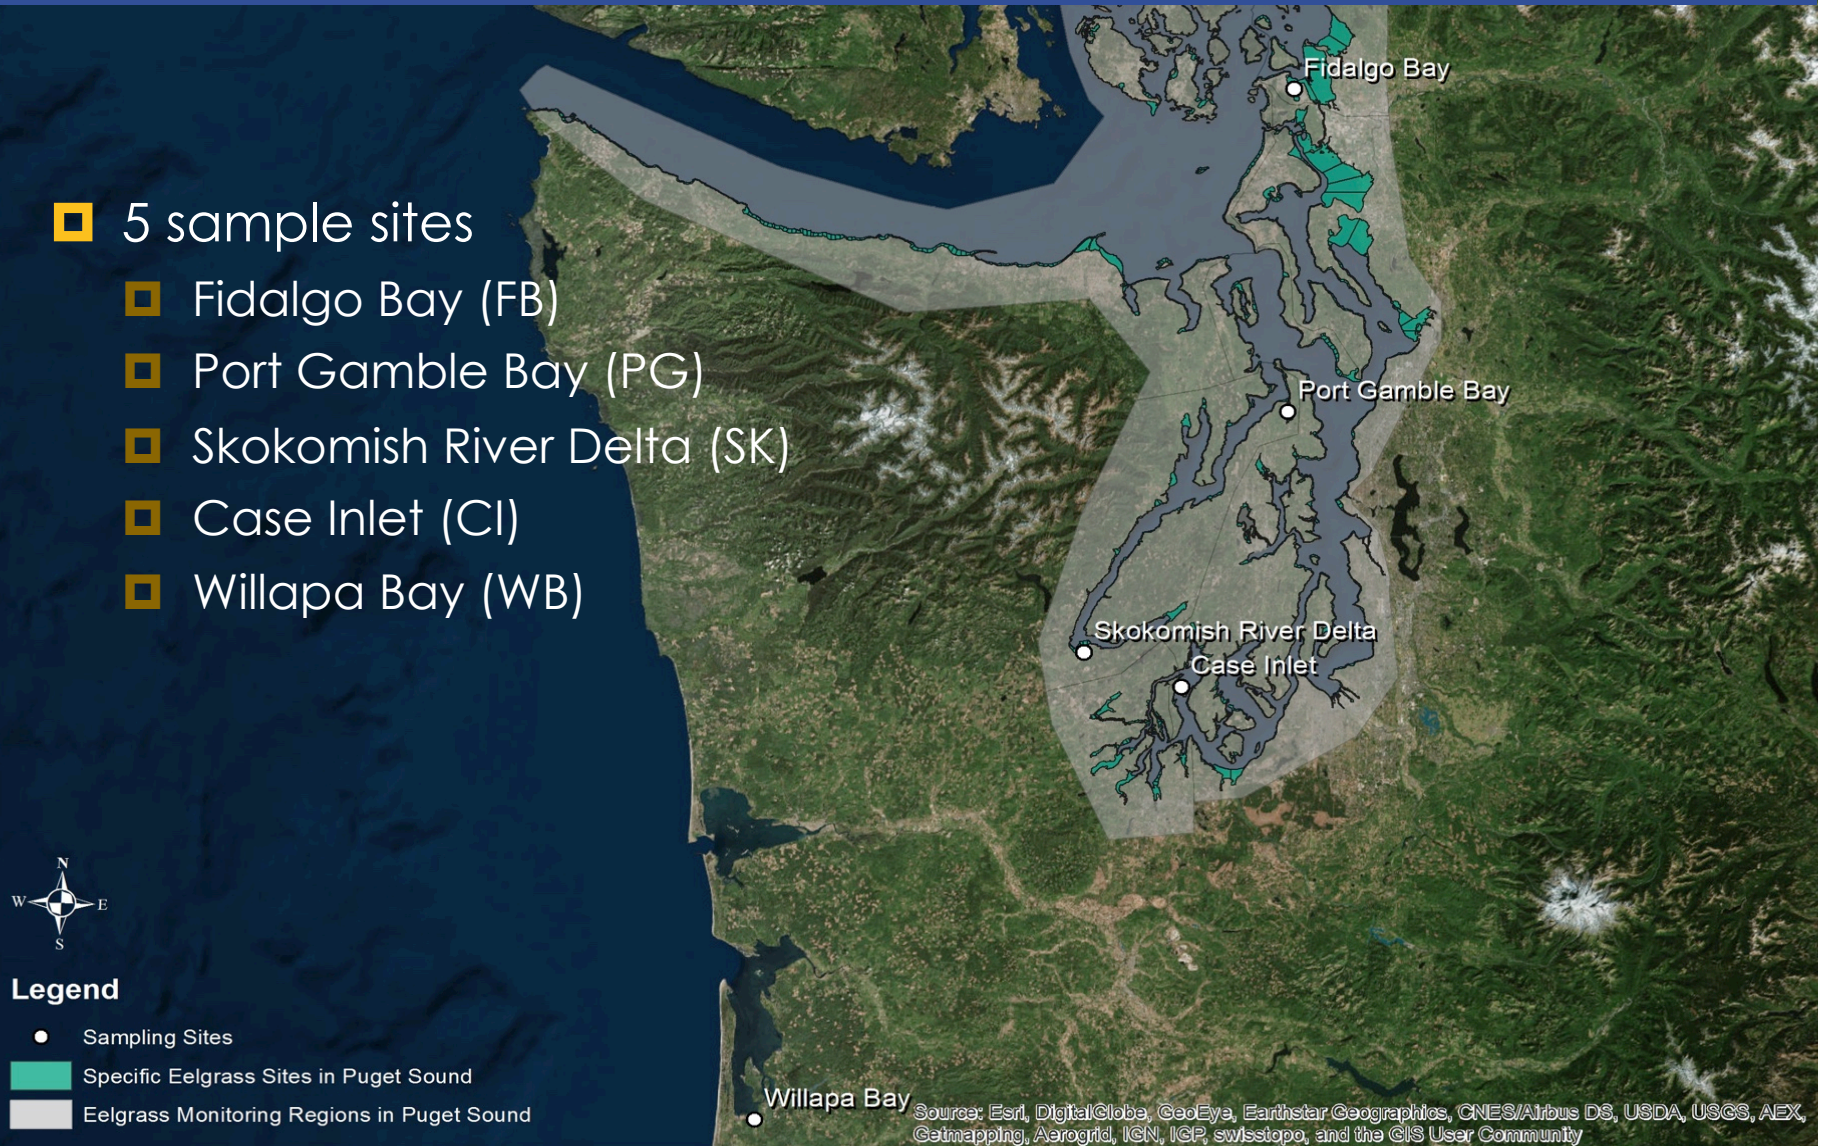 5 sample sites
Fidalgo Bay (FB)
Port Gamble Bay (PG)
Skokomish River Delta (SK)
Case Inlet (CI)
Willapa Bay (WB)
Fidalgo Bay
Port Gamble Bay
Skokomish River Delta
Case Inlet
Willapa Bay
N
W E
S
Legend
Sampling Sites
Specific Eelgrass Sites in Puget Sound
Eelgrass Monitoring Regions in Puget Sound
Source: Esri, DigitalGlobe, GeoEye, Earthstar Geographics, CNES/Airbus DS, USDA, USGS, AEX,
Getmapping, Aerogrid, IGN, IGP, swisstopo, and the GIS User Community